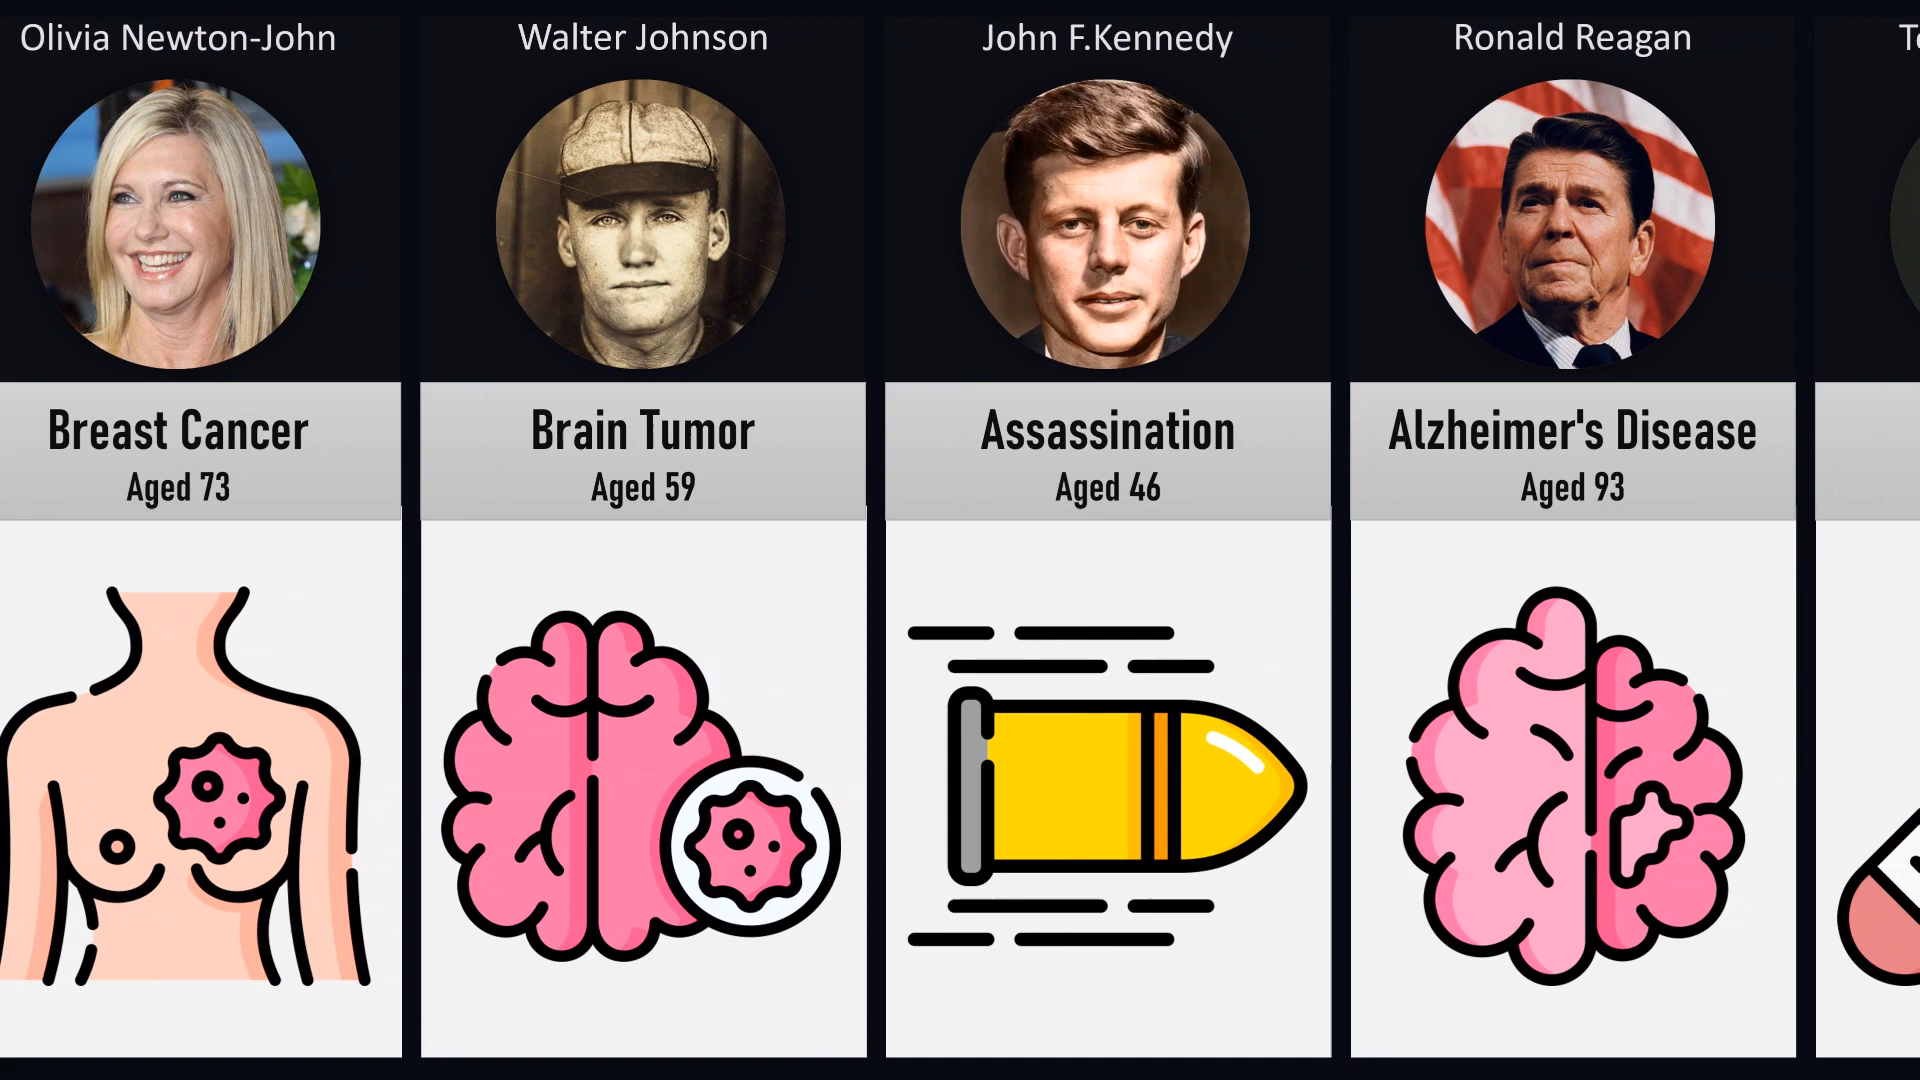 Olivia Newton-John
Breast Cancer
Aged 73
Walter Johnson
Brain Tumor
Aged 59
John F.Kennedy
Assassination
Aged 46
Ronald Reagan
Alzheimer's Disease
Aged 93